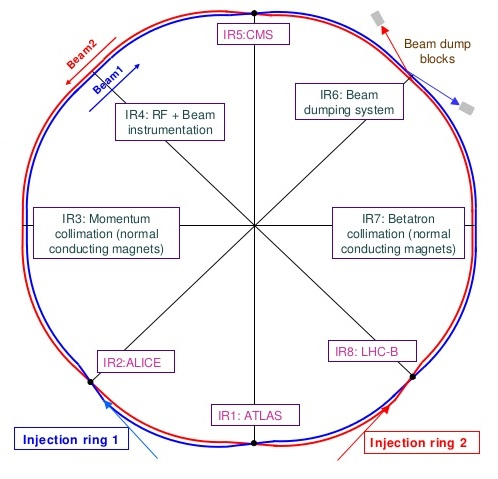 IR5:CMS
Beam2
Beam1
Beam dump
blocks
IR4: RF + Beam
instrumentation
IR6: Beam
dumping system
IR3: Momentum
collimation (normal
conducting magnets)
IR7: Betatron
collimation (normal
conducting magnets)
IR2:ALICE
IR8: LHC-B
IR1: ATLAS
Injection ring 1
Injection ring 2